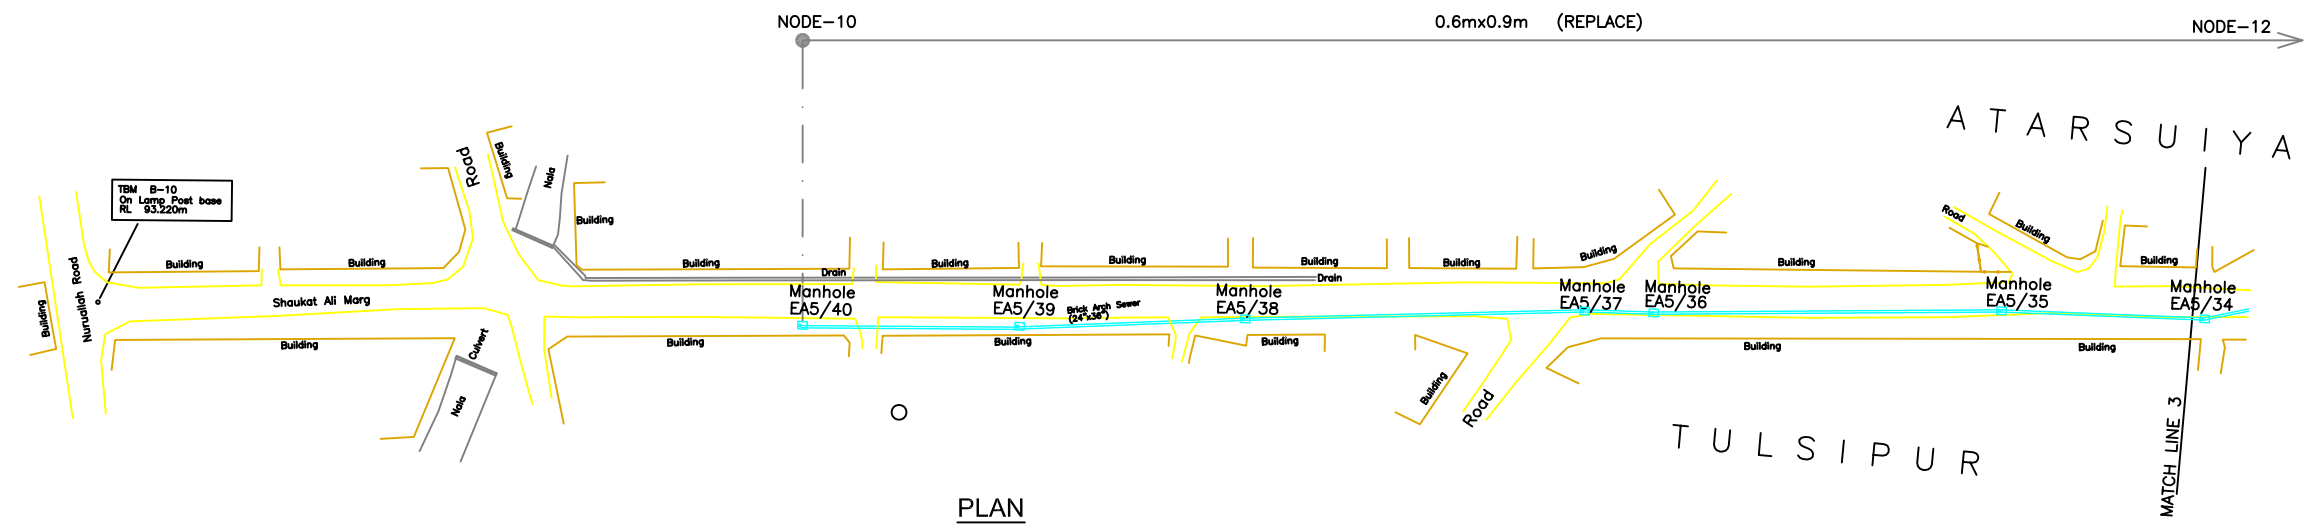 NODE-10
0.6mx0.9m (REPLACE)
NODE-12
ATARSUIYA
Road
Building
Nala
TBM B-10
On Lamp Post base
RL 93.220m
Building
Road
Building
Building
Building
Building
Building
Building
Building
Building
Building
Building
Building
Nurrullah Road
Building
Drain
Drain
Shaukat Ali Marg
Manhole
EA5/40
Manhole
EA5/39
Brick Arch Sewer
(24"x36")
Manhole
EA5/38
Manhole
EA5/37
Manhole
EA5/36
Manhole
EA5/35
Manhole
EA5/34
Building
Culvert
Building
Building
Building
Building
Building
Building
Nala
Road
TULSIPUR
MATCH LINE 3
PLAN